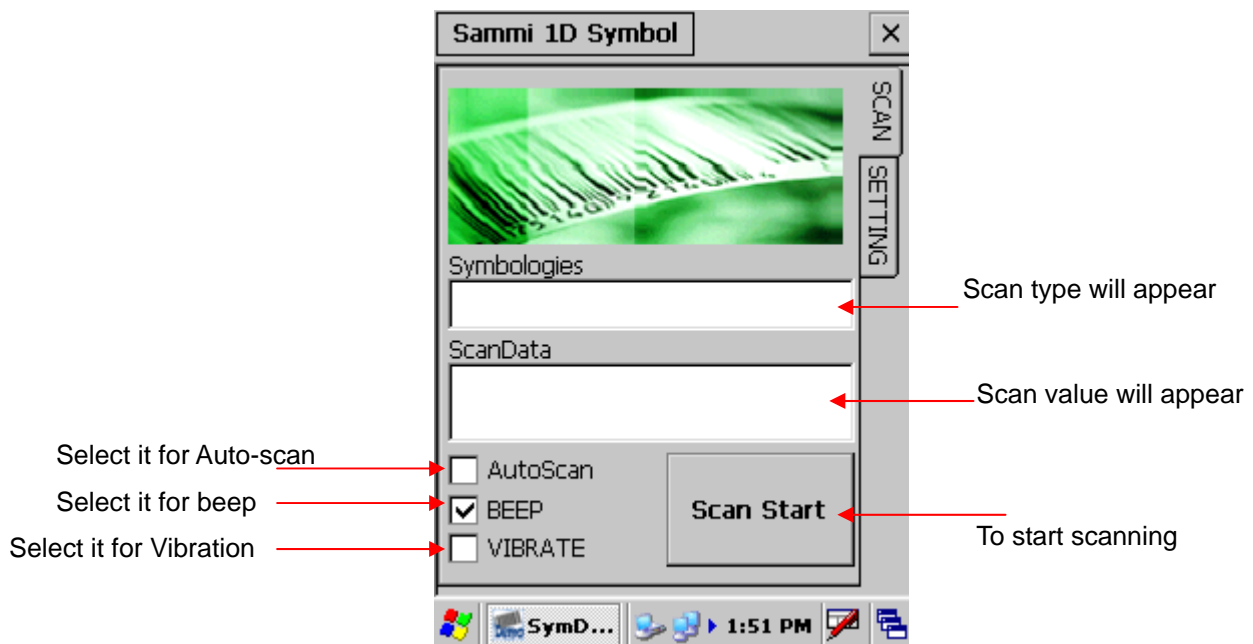 Sammi 1D Symbol
SCAN
SETTING
Symbologies
Scan type will appear
ScanData
Scan value will appear
Select it for Auto-scan
AutoScan
Select it for beep
BEEP
Scan Start
To start scanning
Select it for Vibration
VIBRATE
SymD...
1:51 PM